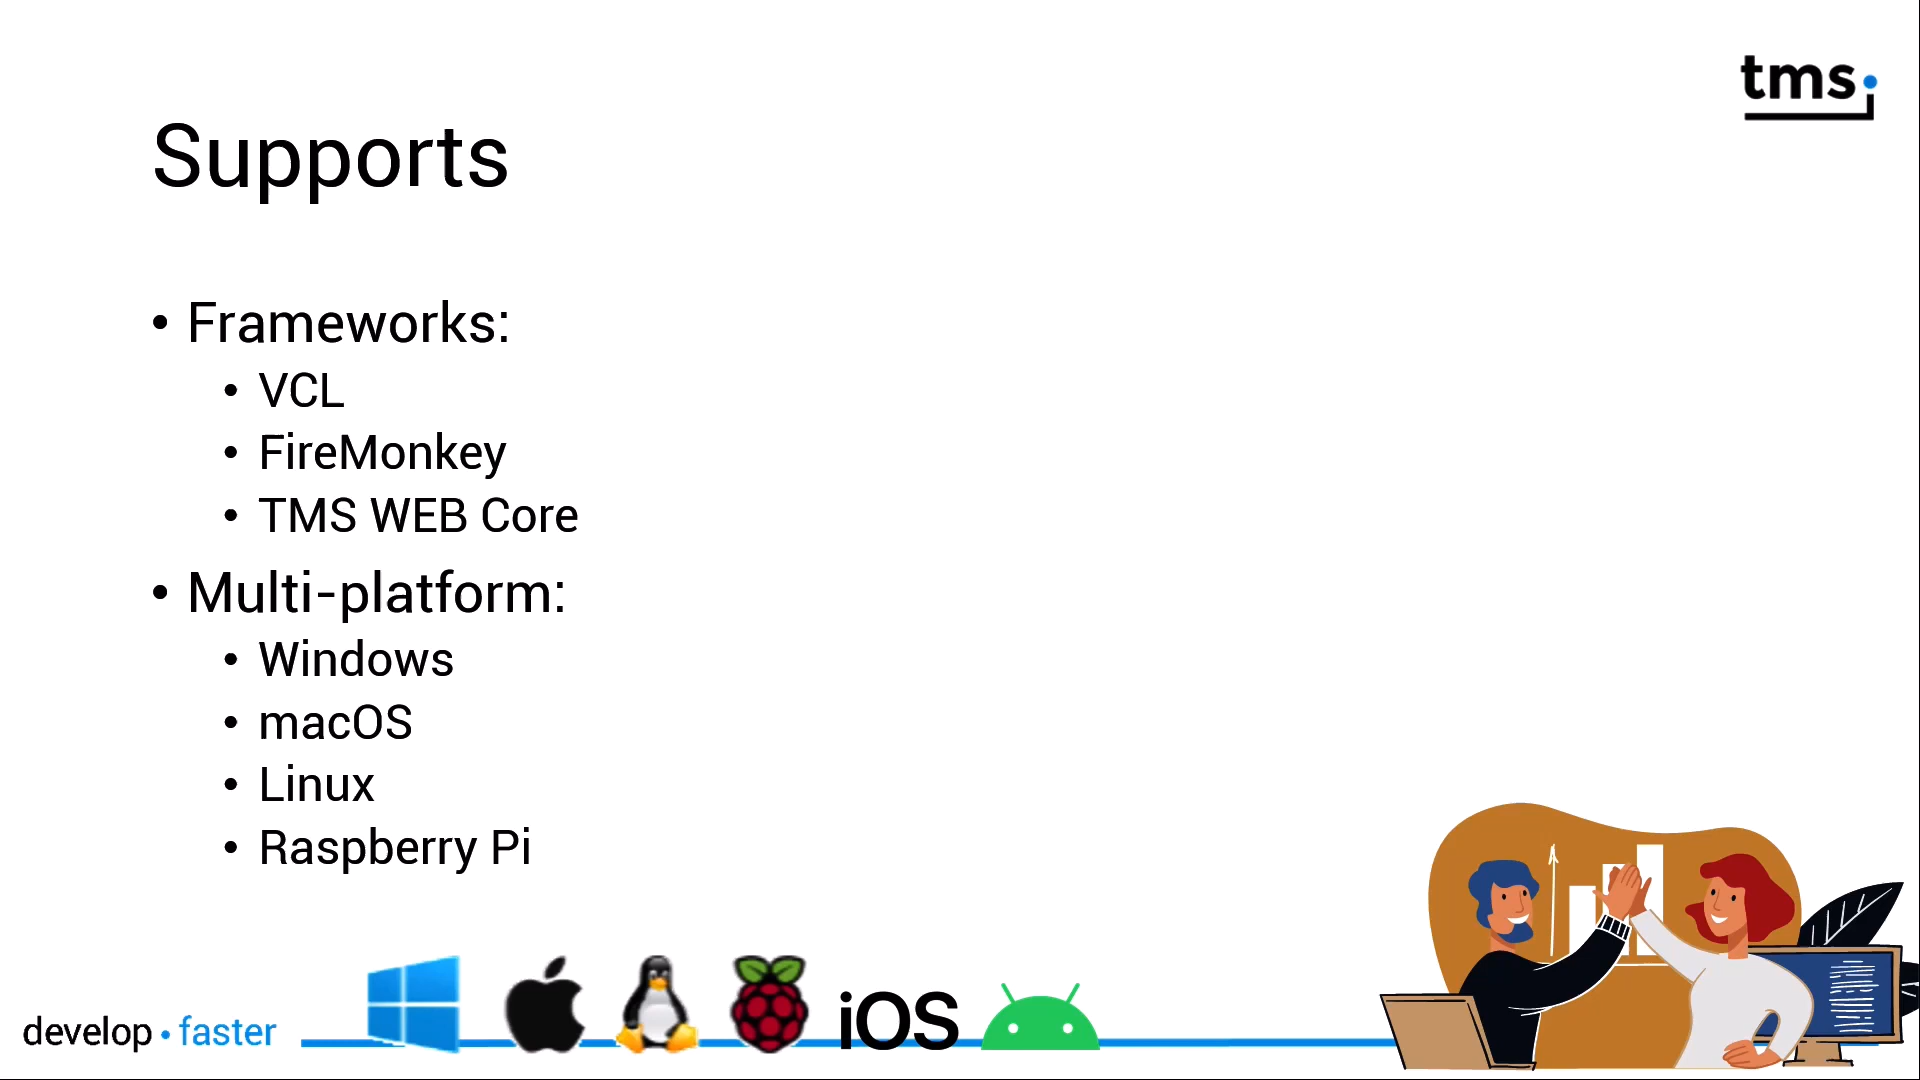 tms
Supports
• Frameworks:
• VCL
• FireMonkey
• TMS WEB Core
• Multi-platform:
• Windows
• macOS
• Linux
• Raspberry Pi
develop • faster
iOS